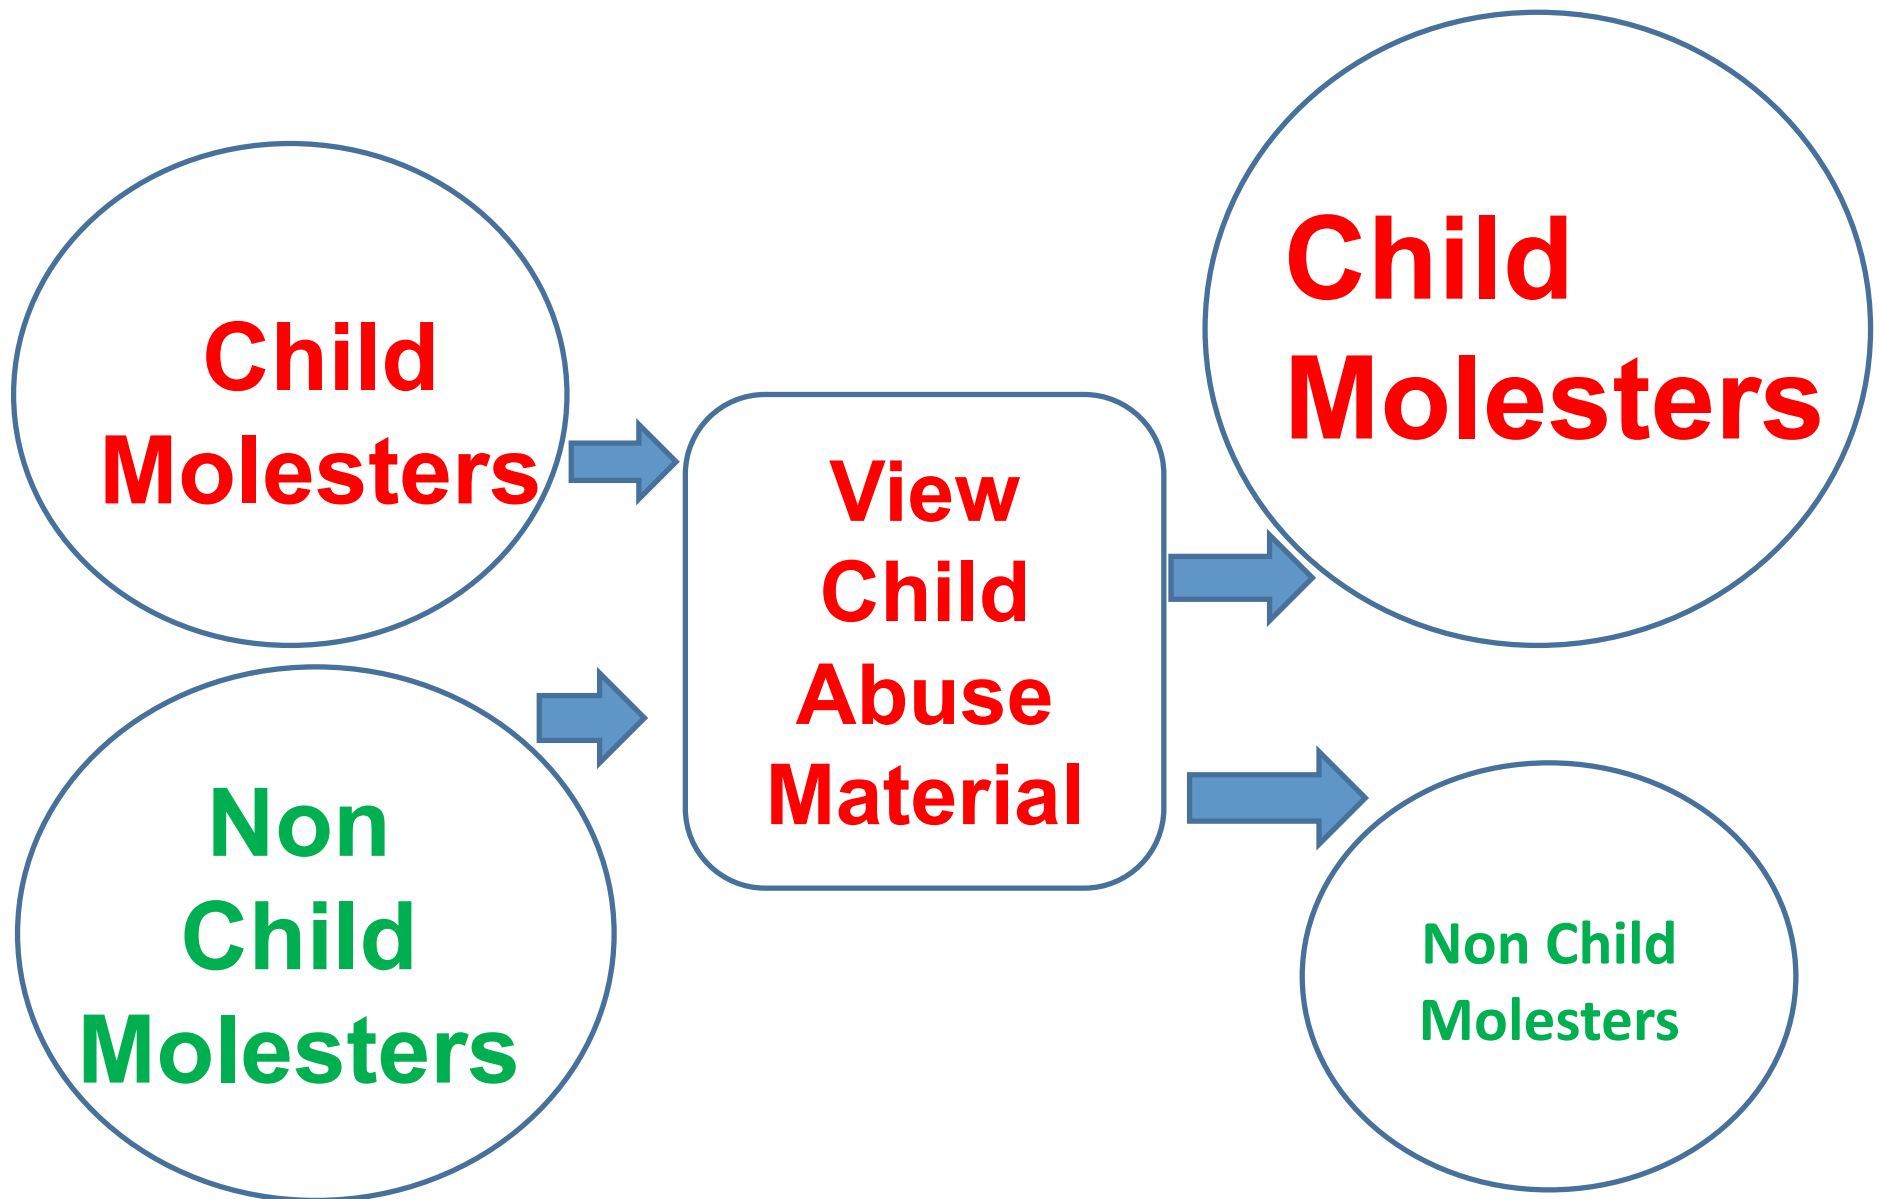 Child
Molesters
Non
Child
Molesters
View
Child
Abuse
Material
Child
Molesters
Non Child
Molesters